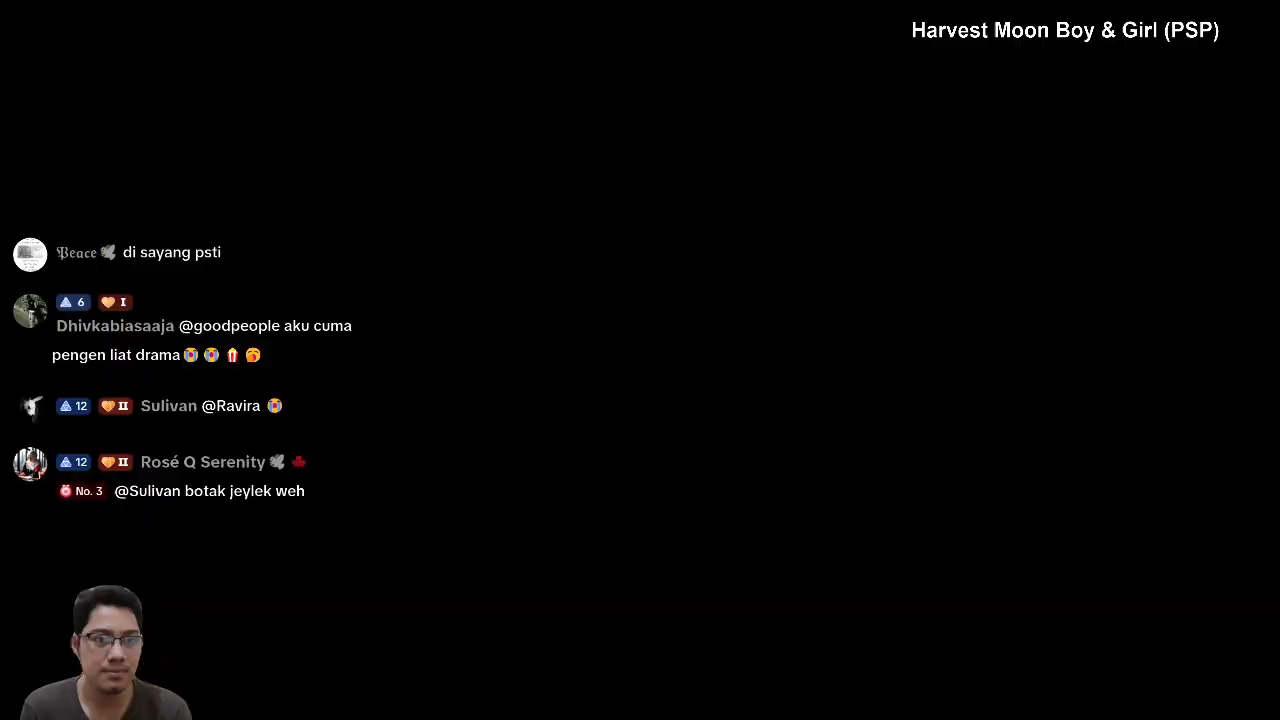 Harvest Moon Boy & Girl (PSP)
𝔓𝔢𝔞𝔠𝔢🕊 di sayang psti
6 I
Dhivkabiasaaja @goodpeople aku cuma
pengen liat drama😭😭🍿🥱
12 II Sulivan @Ravira 😭
12 II Rosé Q Serenity🕊♣
No. 3 @Sulivan botak jeylek weh